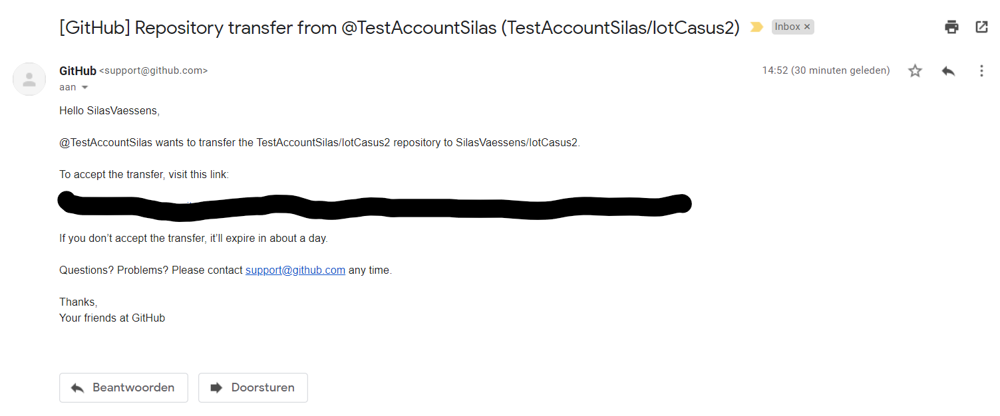 [GitHub] Repository transfer from @TestAccountSilas (TestAccountSilas/IotCasus2) Inbox ×
GitHub <support@github.com> 14:52 (30 minuten geleden)
aan
Hello SilasVaessens,
@TestAccountSilas wants to transfer the TestAccountSilas/IotCasus2 repository to SilasVaessens/IotCasus2.
To accept the transfer, visit this link:
If you don’t accept the transfer, it’ll expire in about a day.
Questions? Problems? Please contact support@github.com any time.
Thanks,
Your friends at GitHub
Beantwoorden Doorsturen